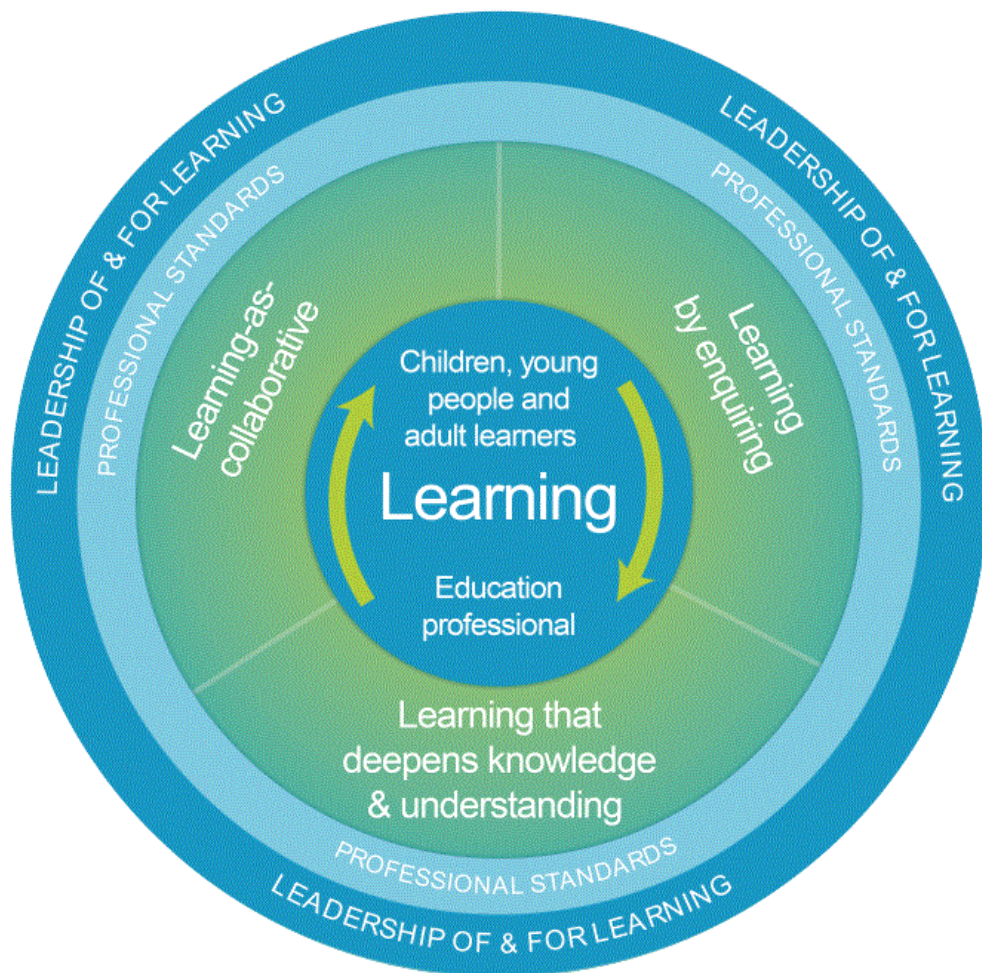 LEADERSHIP OF & FOR LEARNING
LEADERSHIP OF & FOR LEARNING
PROFESSIONAL STANDARDS
PROFESSIONAL STANDARDS
Learning-as-
collaborative
Learning
by enquiring
Children, young
people and
adult learners
Learning
Education
professional
Learning that
deepens knowledge
& understanding
PROFESSIONAL STANDARDS
LEADERSHIP OF & FOR LEARNING